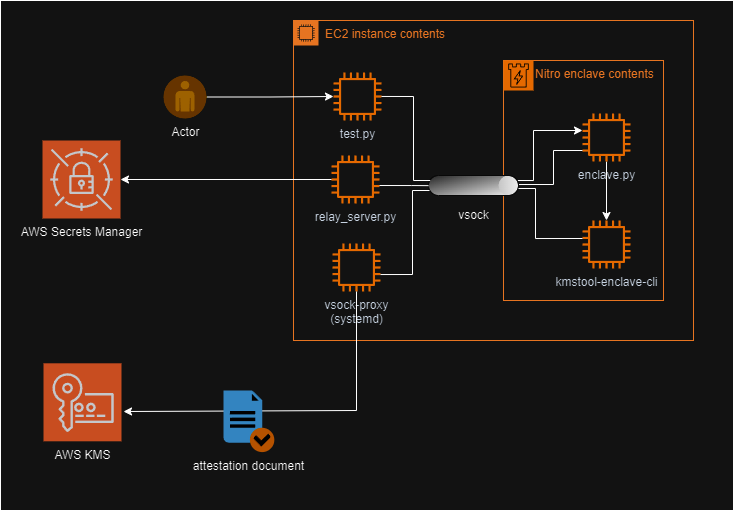 EC2 instance contents
Nitro enclave contents
Actor
test.py
enclave.py
relay_server.py
vsock
AWS Secrets Manager
kmstool-enclave-cli
vsock-proxy
(systemd)
AWS KMS
attestation document